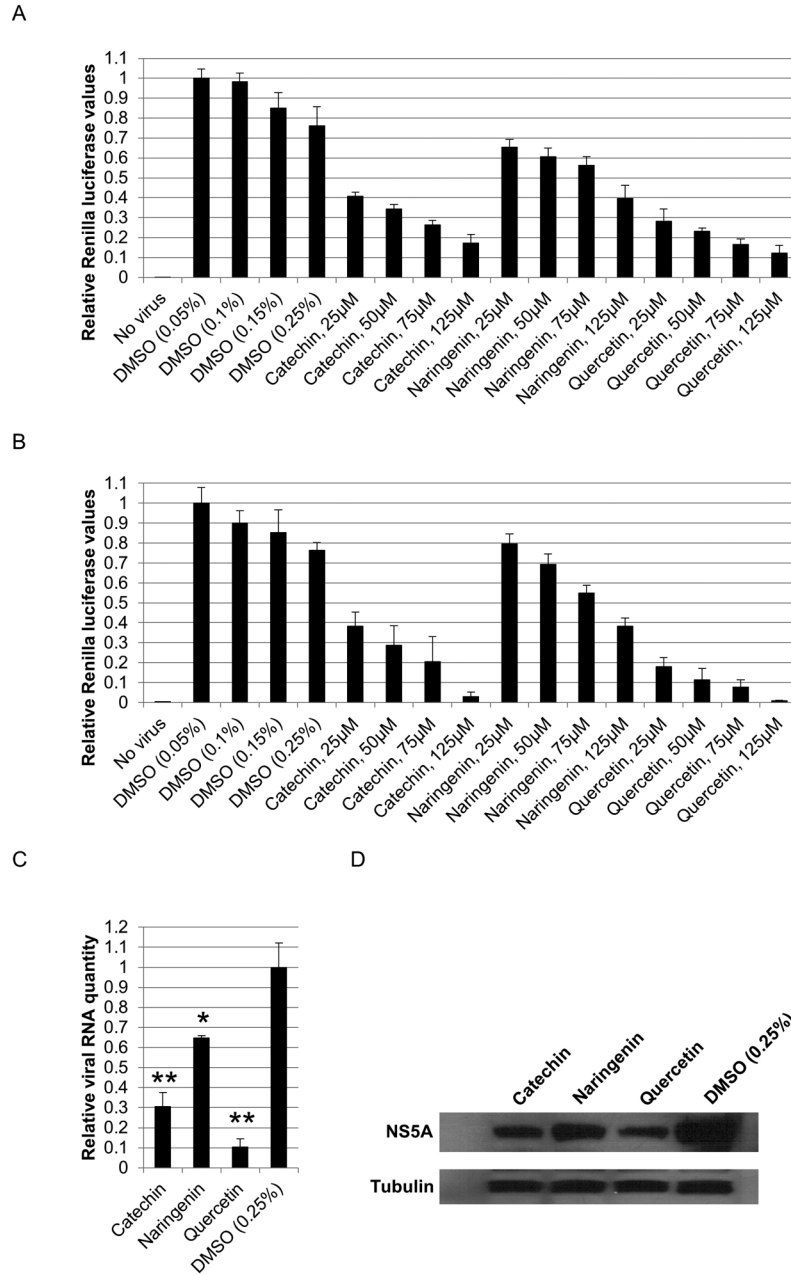 A
Relative Renilla luciferase values
1.1
1
0.9
0.8
0.7
0.6
0.5
0.4
0.3
0.2
0.1
0
No virus
DMSO (0.05%)
DMSO (0.1%)
DMSO (0.15%)
DMSO (0.25%)
Catechin, 25µM
Catechin, 50µM
Catechin, 75µM
Catechin, 125µM
Naringenin, 25µM
Naringenin, 50µM
Naringenin, 75µM
Naringenin, 125µM
Quercetin, 25µM
Quercetin, 50µM
Quercetin, 75µM
Quercetin, 125µM
B
Relative Renilla luciferase values
1.1
1
0.9
0.8
0.7
0.6
0.5
0.4
0.3
0.2
0.1
0
No virus
DMSO (0.05%)
DMSO (0.1%)
DMSO (0.15%)
DMSO (0.25%)
Catechin, 25µM
Catechin, 50µM
Catechin, 75µM
Catechin, 125µM
Naringenin, 25µM
Naringenin, 50µM
Naringenin, 75µM
Naringenin, 125µM
Quercetin, 25µM
Quercetin, 50µM
Quercetin, 75µM
Quercetin, 125µM
C
Relative viral RNA quantity
1.2
1.1
1
0.9
0.8
0.7
0.6
0.5
0.4
0.3
0.2
0.1
0
**
*
**
Catechin
Naringenin
Quercetin
DMSO (0.25%)
D
Catechin
Naringenin
Quercetin
DMSO (0.25%)
NS5A
Tubulin